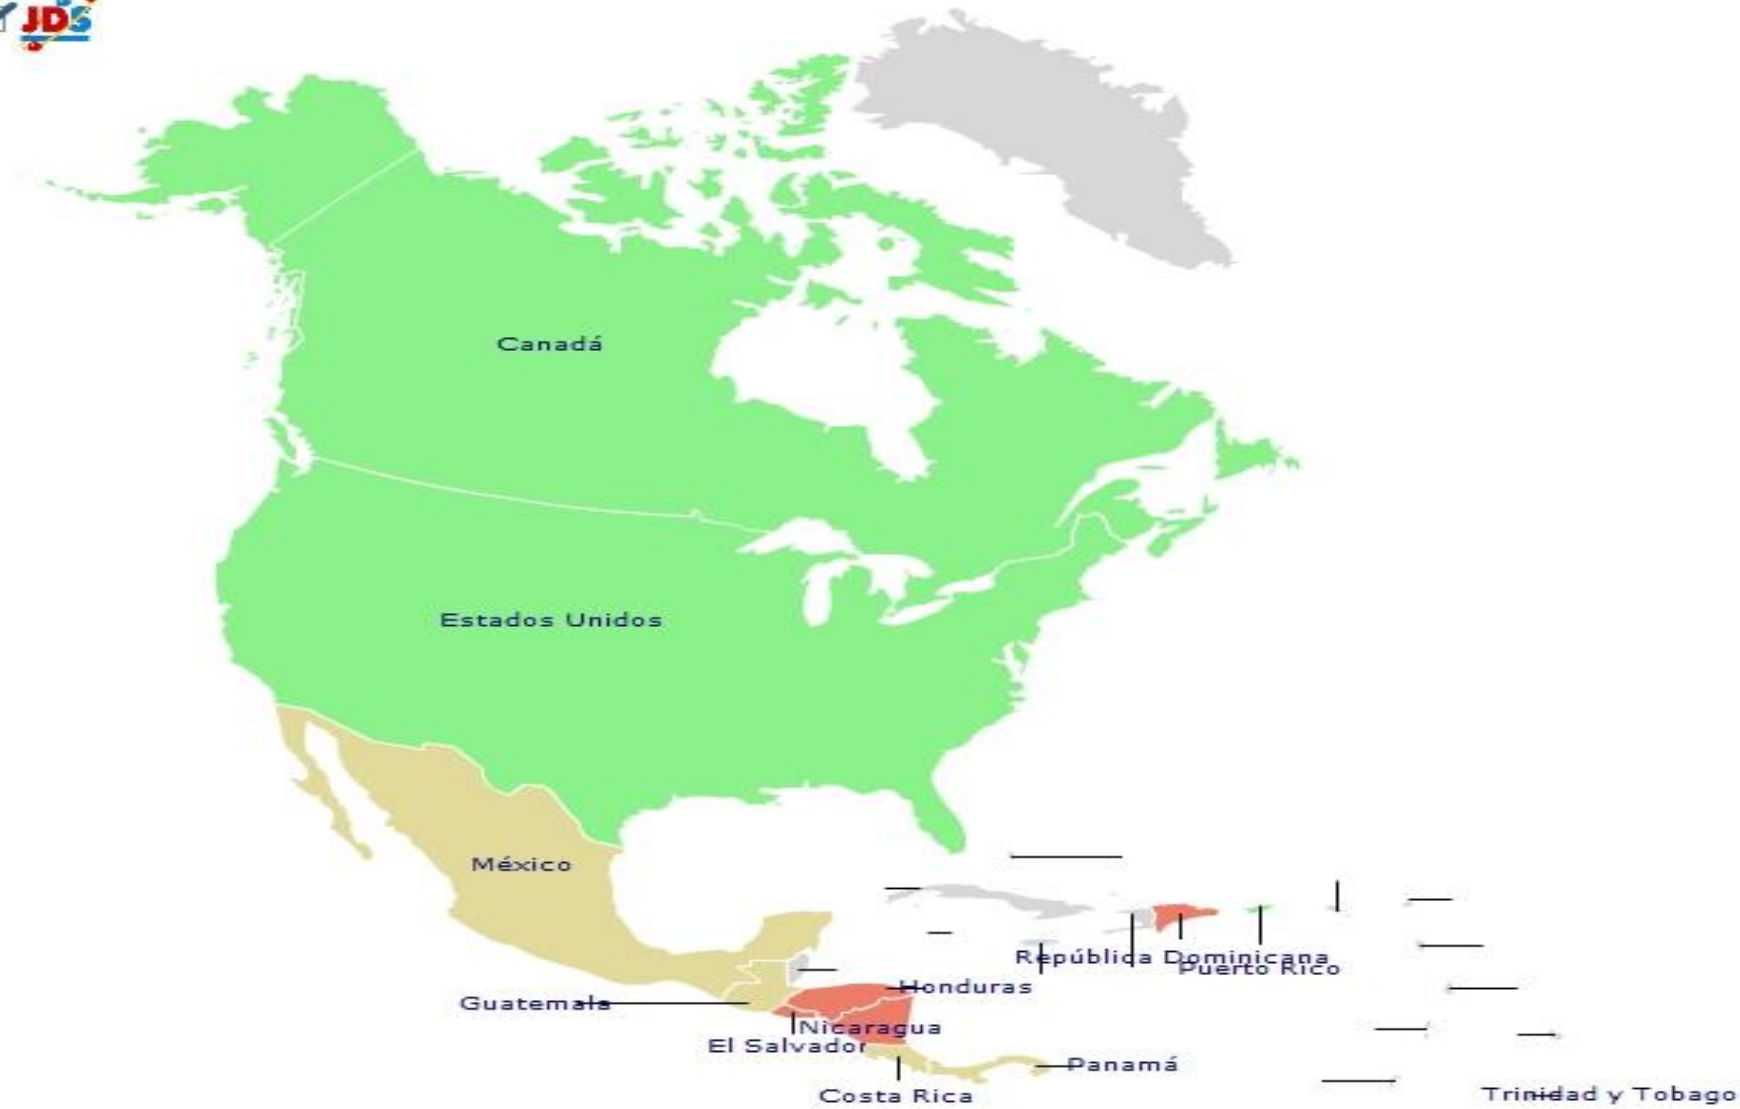 JDS
Canadá
Estados Unidos
México
República Dominicana
Puerto Rico
Honduras
Guatemala
Nicaragua
El Salvador
Panamá
Costa Rica
Trinidad y Tobago